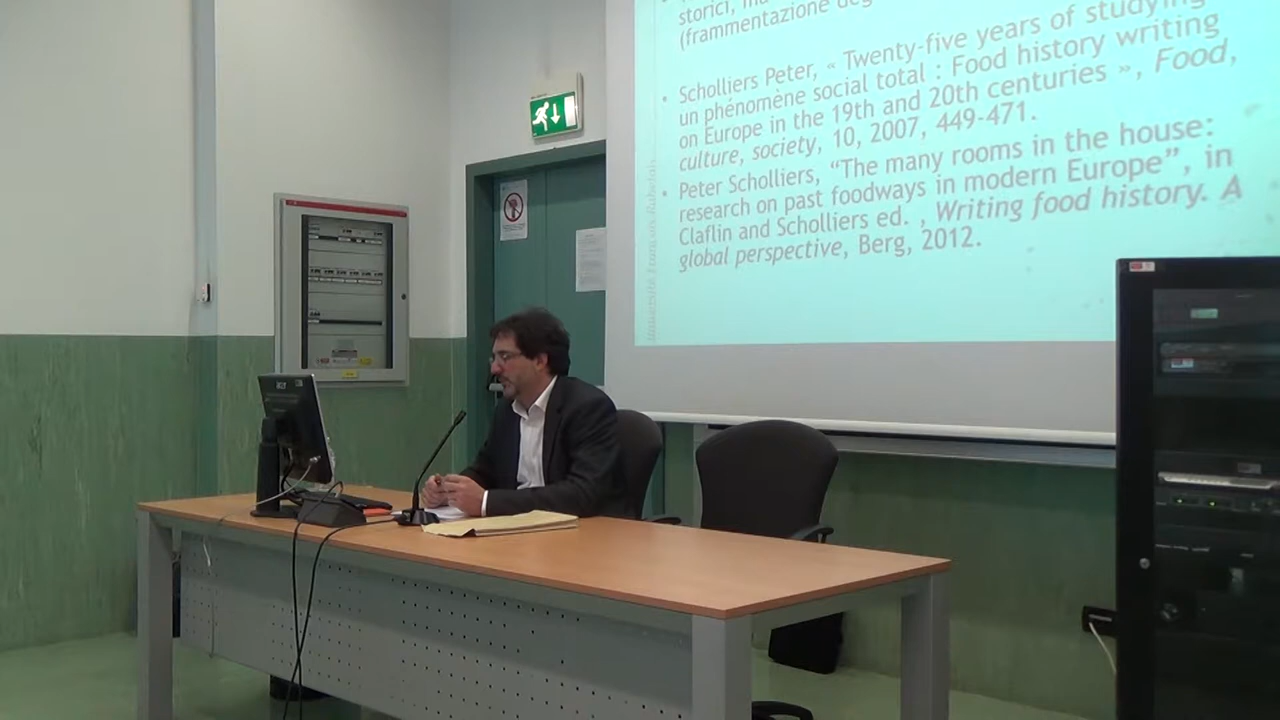 storici, ma
(frammentazione deg
• Scholliers Peter, « Twenty-five years of studying
un phénomène social total : Food history writing
on Europe in the 19th and 20th centuries », Food,
culture, society, 10, 2007, 449-471.
• Peter Scholliers, “The many rooms in the house:
research on past foodways in modern Europe”, in
Claflin and Scholliers ed. , Writing food history. A
global perspective, Berg, 2012.
acer